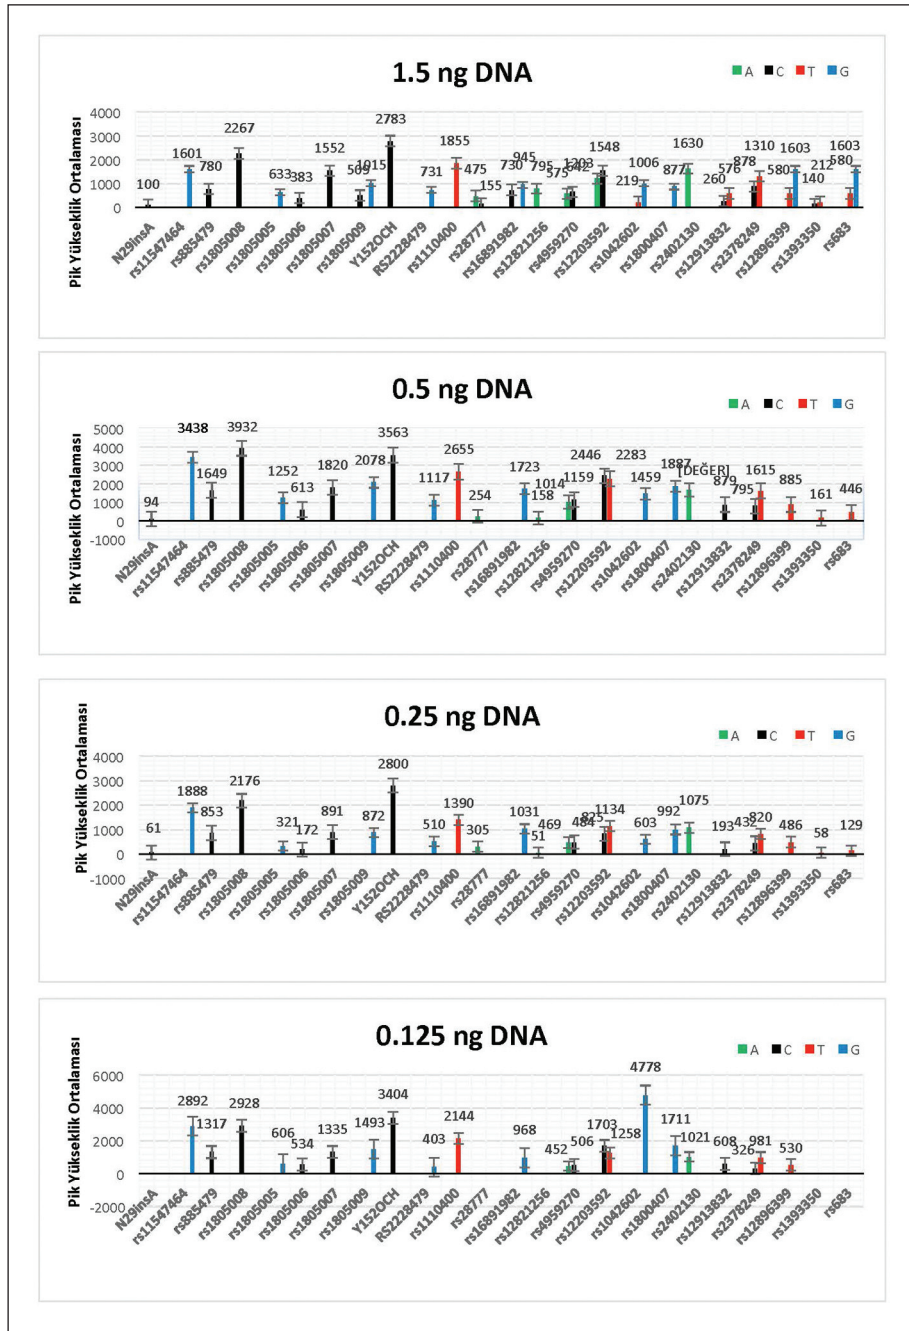 1.5 ng DNA
A C T G
Pik Yükseklik Ortalaması
4000
3000
2000
1000
0
100 1601 780 2267 633 383 1552 509 1015 2783 731 1855 475 155 730 945 795 575 642 1203 1548 219 1006 877 1630 260 576 878 1310 580 1603 140 212 580 1603
N29insA rs11547464 rs885479 rs1805008 rs1805005 rs1805006 rs1805007 rs1805009 Y152OCH RS2228479 rs1110400 rs28777 rs16891982 rs12821256 rs4959270 rs12203592 rs1042602 rs1800407 rs2402130 rs12913832 rs2378249 rs12896399 rs1393350 rs683
0.5 ng DNA
A C T G
Pik Yükseklik Ortalaması
5000
4000
3000
2000
1000
0
-1000
94 3438 1649 3932 1252 613 1820 2078 3563 1117 2655 254 1723 158 1014 1159 2446 2283 1459 1887 [DEĞER] 879 795 1615 885 161 446
N29insA rs11547464 rs885479 rs1805008 rs1805005 rs1805006 rs1805007 rs1805009 Y152OCH RS2228479 rs1110400 rs28777 rs16891982 rs12821256 rs4959270 rs12203592 rs1042602 rs1800407 rs2402130 rs12913832 rs2378249 rs12896399 rs1393350 rs683
0.25 ng DNA
A C T G
Pik Yükseklik Ortalaması
4000
3000
2000
1000
0
-1000
61 1888 853 2176 321 172 891 872 2800 510 1390 305 1031 51 469 484 825 1134 603 992 1075 193 432 820 486 58 129
N29insA rs11547464 rs885479 rs1805008 rs1805005 rs1805006 rs1805007 rs1805009 Y152OCH RS2228479 rs1110400 rs28777 rs16891982 rs12821256 rs4959270 rs12203592 rs1042602 rs1800407 rs2402130 rs12913832 rs2378249 rs12896399 rs1393350 rs683
0.125 ng DNA
A C T G
Pik Yükseklik Ortalaması
6000
4000
2000
0
-2000
2892 1317 2928 606 534 1335 1493 3404 403 2144 968 452 506 1703 1258 4778 1711 1021 608 326 981 530
N29insA rs11547464 rs885479 rs1805008 rs1805005 rs1805006 rs1805007 rs1805009 Y152OCH RS2228479 rs1110400 rs28777 rs16891982 rs12821256 rs4959270 rs12203592 rs1042602 rs1800407 rs2402130 rs12913832 rs2378249 rs12896399 rs1393350 rs683